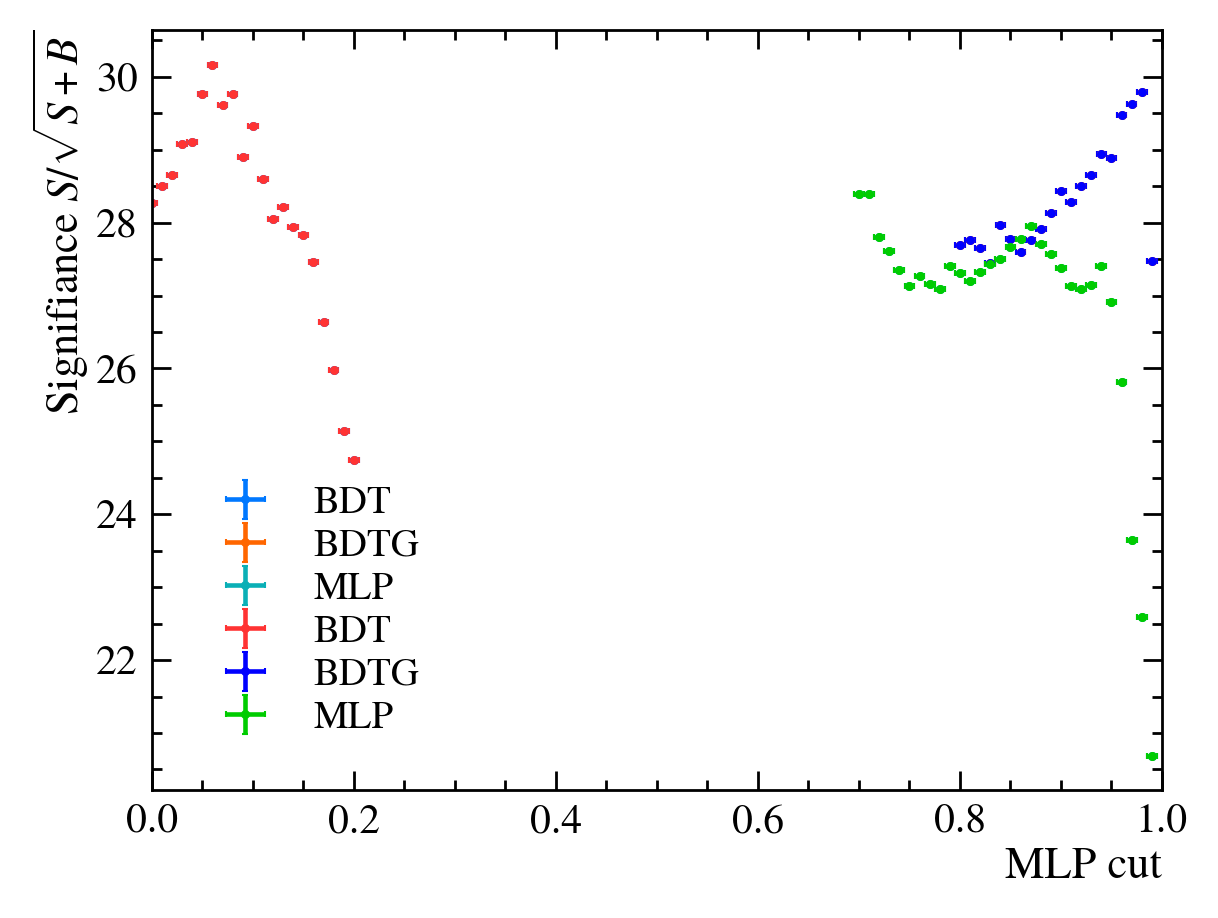 Signifiance S/√S + B
30
28
26
24
22
BDT
BDTG
MLP
BDT
BDTG
MLP
0.0 0.2 0.4 0.6 0.8 1.0
MLP cut